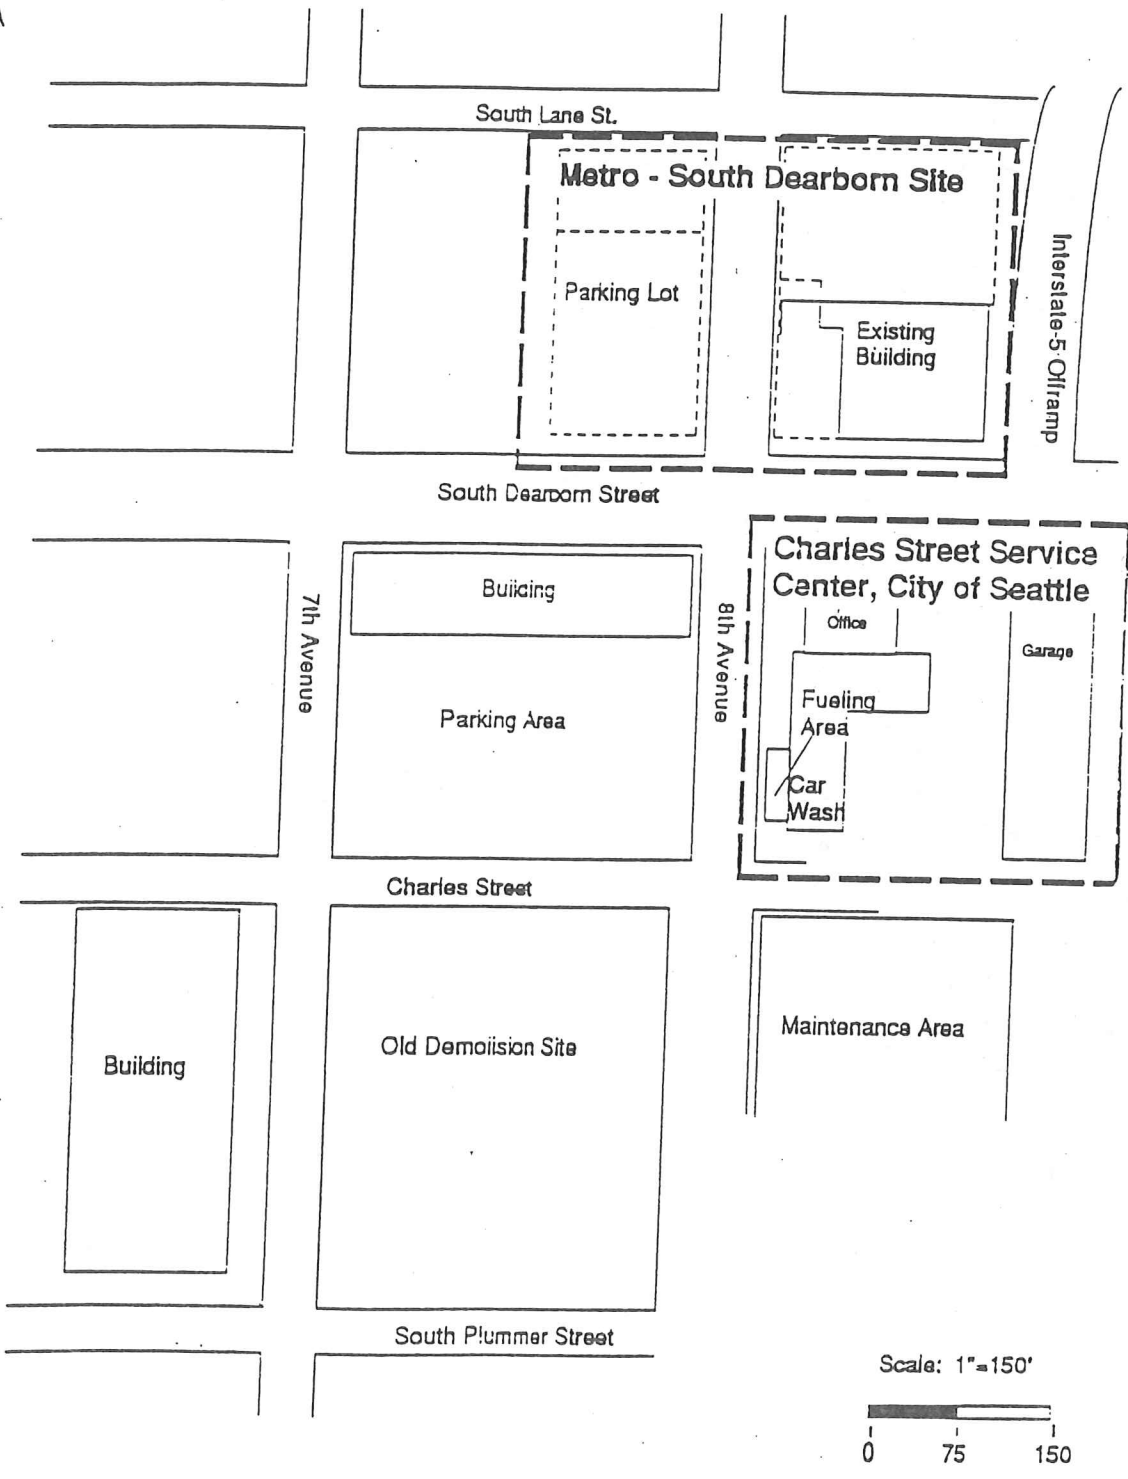 South Lane St.
Metro - South Dearborn Site
Parking Lot
Existing
Building
Interstate-5 Offramp
South Dearborn Street
Charles Street Service
Center, City of Seattle
Building
Office
Garage
7th Avenue
8th Avenue
Parking Area
Fueling
Area
Car
Wash
Charles Street
Maintenance Area
Old Demolision Site
Building
South Plummer Street
Scale: 1"=150'
0 75 150